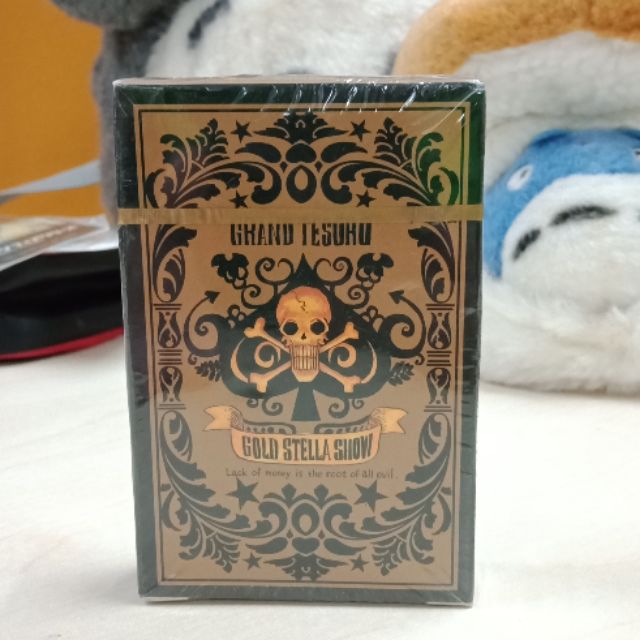 GRAND TESORO
GOLD STELLA SHOW
Lack of money is the root of all evil.